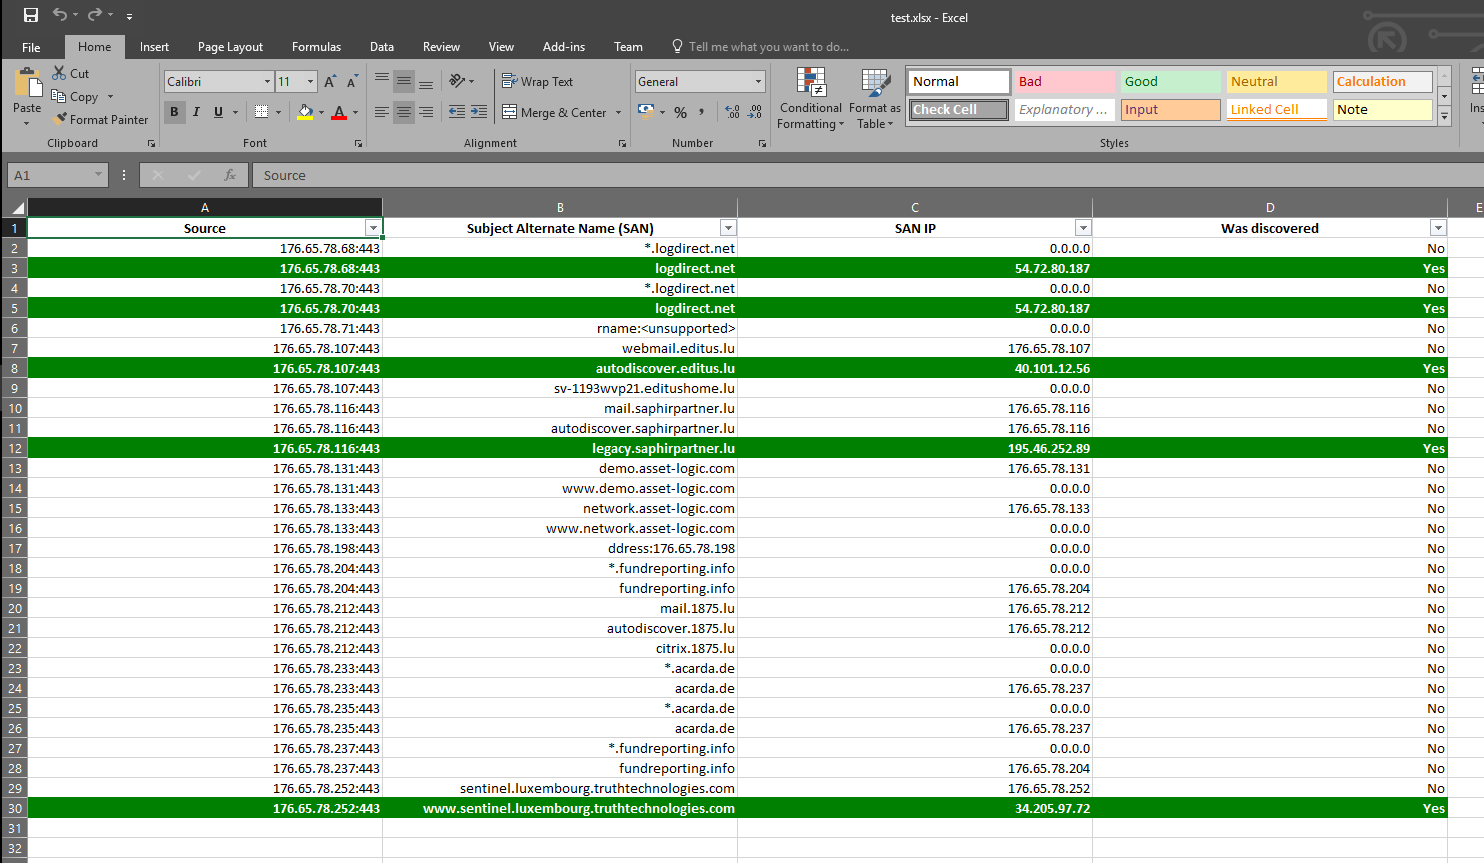 test.xlsx - Excel
File Home Insert Page Layout Formulas Data Review View Add-ins Team Tell me what you want to do...
Paste
Cut
Copy
Format Painter
Clipboard
Calibri 11
B I U
Font
Wrap Text
Merge & Center
Alignment
General
% ,
Number
Conditional Formatting
Format as Table
Normal Bad Good Neutral Calculation
Check Cell Explanatory ... Input Linked Cell Note
Styles
Ins
A1 fx Source
A B C D E
1 Source Subject Alternate Name (SAN) SAN IP Was discovered
2 176.65.78.68:443 *.logdirect.net 0.0.0.0 No
3 176.65.78.68:443 logdirect.net 54.72.80.187 Yes
4 176.65.78.70:443 *.logdirect.net 0.0.0.0 No
5 176.65.78.70:443 logdirect.net 54.72.80.187 Yes
6 176.65.78.71:443 rname:<unsupported> 0.0.0.0 No
7 176.65.78.107:443 webmail.editus.lu 176.65.78.107 No
8 176.65.78.107:443 autodiscover.editus.lu 40.101.12.56 Yes
9 176.65.78.107:443 sv-1193wvp21.editushome.lu 0.0.0.0 No
10 176.65.78.116:443 mail.saphirpartner.lu 176.65.78.116 No
11 176.65.78.116:443 autodiscover.saphirpartner.lu 176.65.78.116 No
12 176.65.78.116:443 legacy.saphirpartner.lu 195.46.252.89 Yes
13 176.65.78.131:443 demo.asset-logic.com 176.65.78.131 No
14 176.65.78.131:443 www.demo.asset-logic.com 0.0.0.0 No
15 176.65.78.133:443 network.asset-logic.com 176.65.78.133 No
16 176.65.78.133:443 www.network.asset-logic.com 0.0.0.0 No
17 176.65.78.198:443 ddress:176.65.78.198 0.0.0.0 No
18 176.65.78.204:443 *.fundreporting.info 0.0.0.0 No
19 176.65.78.204:443 fundreporting.info 176.65.78.204 No
20 176.65.78.212:443 mail.1875.lu 176.65.78.212 No
21 176.65.78.212:443 autodiscover.1875.lu 176.65.78.212 No
22 176.65.78.212:443 citrix.1875.lu 0.0.0.0 No
23 176.65.78.233:443 *.acarda.de 0.0.0.0 No
24 176.65.78.233:443 acarda.de 176.65.78.237 No
25 176.65.78.235:443 *.acarda.de 0.0.0.0 No
26 176.65.78.235:443 acarda.de 176.65.78.237 No
27 176.65.78.237:443 *.fundreporting.info 0.0.0.0 No
28 176.65.78.237:443 fundreporting.info 176.65.78.204 No
29 176.65.78.252:443 sentinel.luxembourg.truthtechnologies.com 176.65.78.252 No
30 176.65.78.252:443 www.sentinel.luxembourg.truthtechnologies.com 34.205.97.72 Yes
31
32